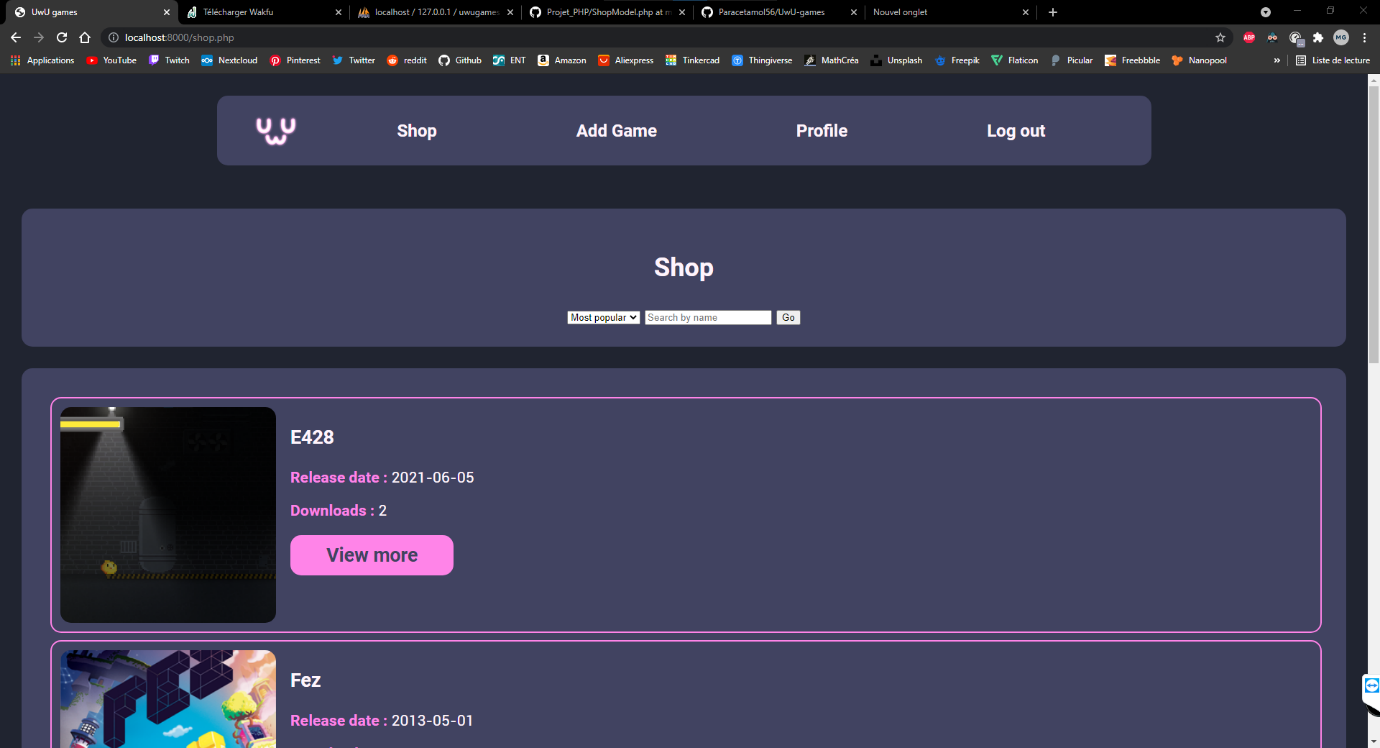 UwU games
Télécharger Wakfu
localhost / 127.0.0.1 / uwugames
Projet_PHP/ShopModel.php at m
Paracetamol56/UwU-games
Nouvel onglet
localhost:8000/shop.php
ABP
MG
Applications
YouTube
Twitch
Nextcloud
Pinterest
Twitter
reddit
Github
ENT
Amazon
Aliexpress
Tinkercad
Thingiverse
MathCréa
Unsplash
Freepik
Flaticon
Picular
Freebbble
Nanopool
»
Liste de lecture
UwU
Shop
Add Game
Profile
Log out
Shop
Most popular
Search by name
Go
E428
Release date : 2021-06-05
Downloads : 2
View more
FEZ
Fez
Release date : 2013-05-01